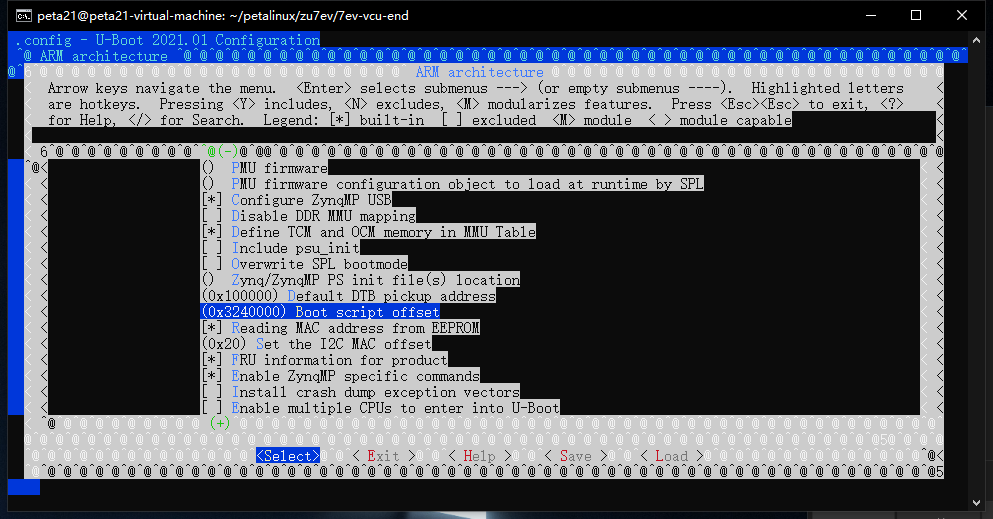 peta21@peta21-virtual-machine: ~/petalinux/zu7ev/7ev-vcu-end
.config - U-Boot 2021.01 Configuration
ARM architecture
ARM architecture
Arrow keys navigate the menu.  <Enter> selects submenus ---> (or empty submenus ----).  Highlighted letters
are hotkeys.  Pressing <Y> includes, <N> excludes, <M> modularizes features.  Press <Esc><Esc> to exit, <?>
for Help, </> for Search.  Legend: [*] built-in  [ ] excluded  <M> module  < > module capable
(-)
()  PMU firmware
()  PMU firmware configuration object to load at runtime by SPL
[*] Configure ZynqMP USB
[ ] Disable DDR MMU mapping
[*] Define TCM and OCM memory in MMU Table
[ ] Include psu_init
[ ] Overwrite SPL bootmode
()  Zynq/ZynqMP PS init file(s) location
(0x100000) Default DTB pickup address
(0x3240000) Boot script offset
[*] Reading MAC address from EEPROM
(0x20) Set the I2C MAC offset
[*] FRU information for product
[*] Enable ZynqMP specific commands
[ ] Install crash dump exception vectors
[ ] Enable multiple CPUs to enter into U-Boot
(+)
<Select>    < Exit >    < Help >    < Save >    < Load >